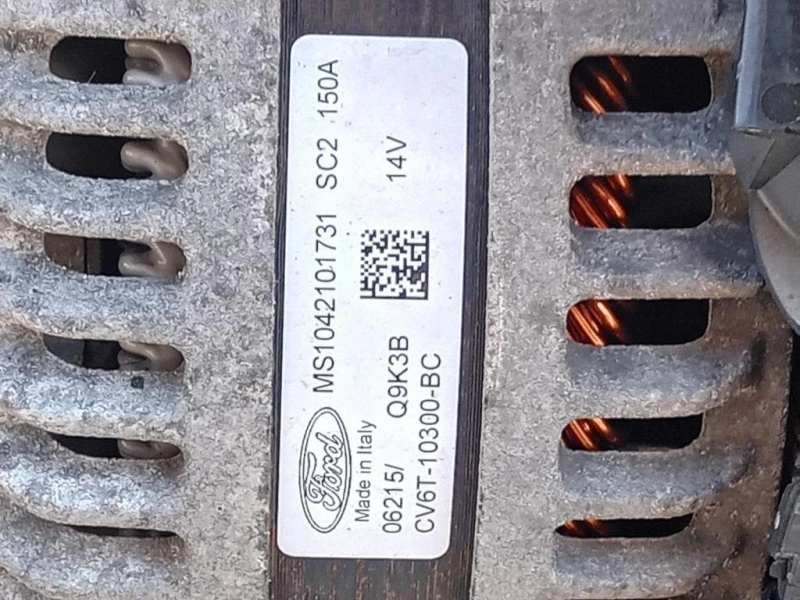 Ford
MS1042101731 SC2 150A
Made in Italy
14V
06215/ Q9K3B
CV6T-10300-BC